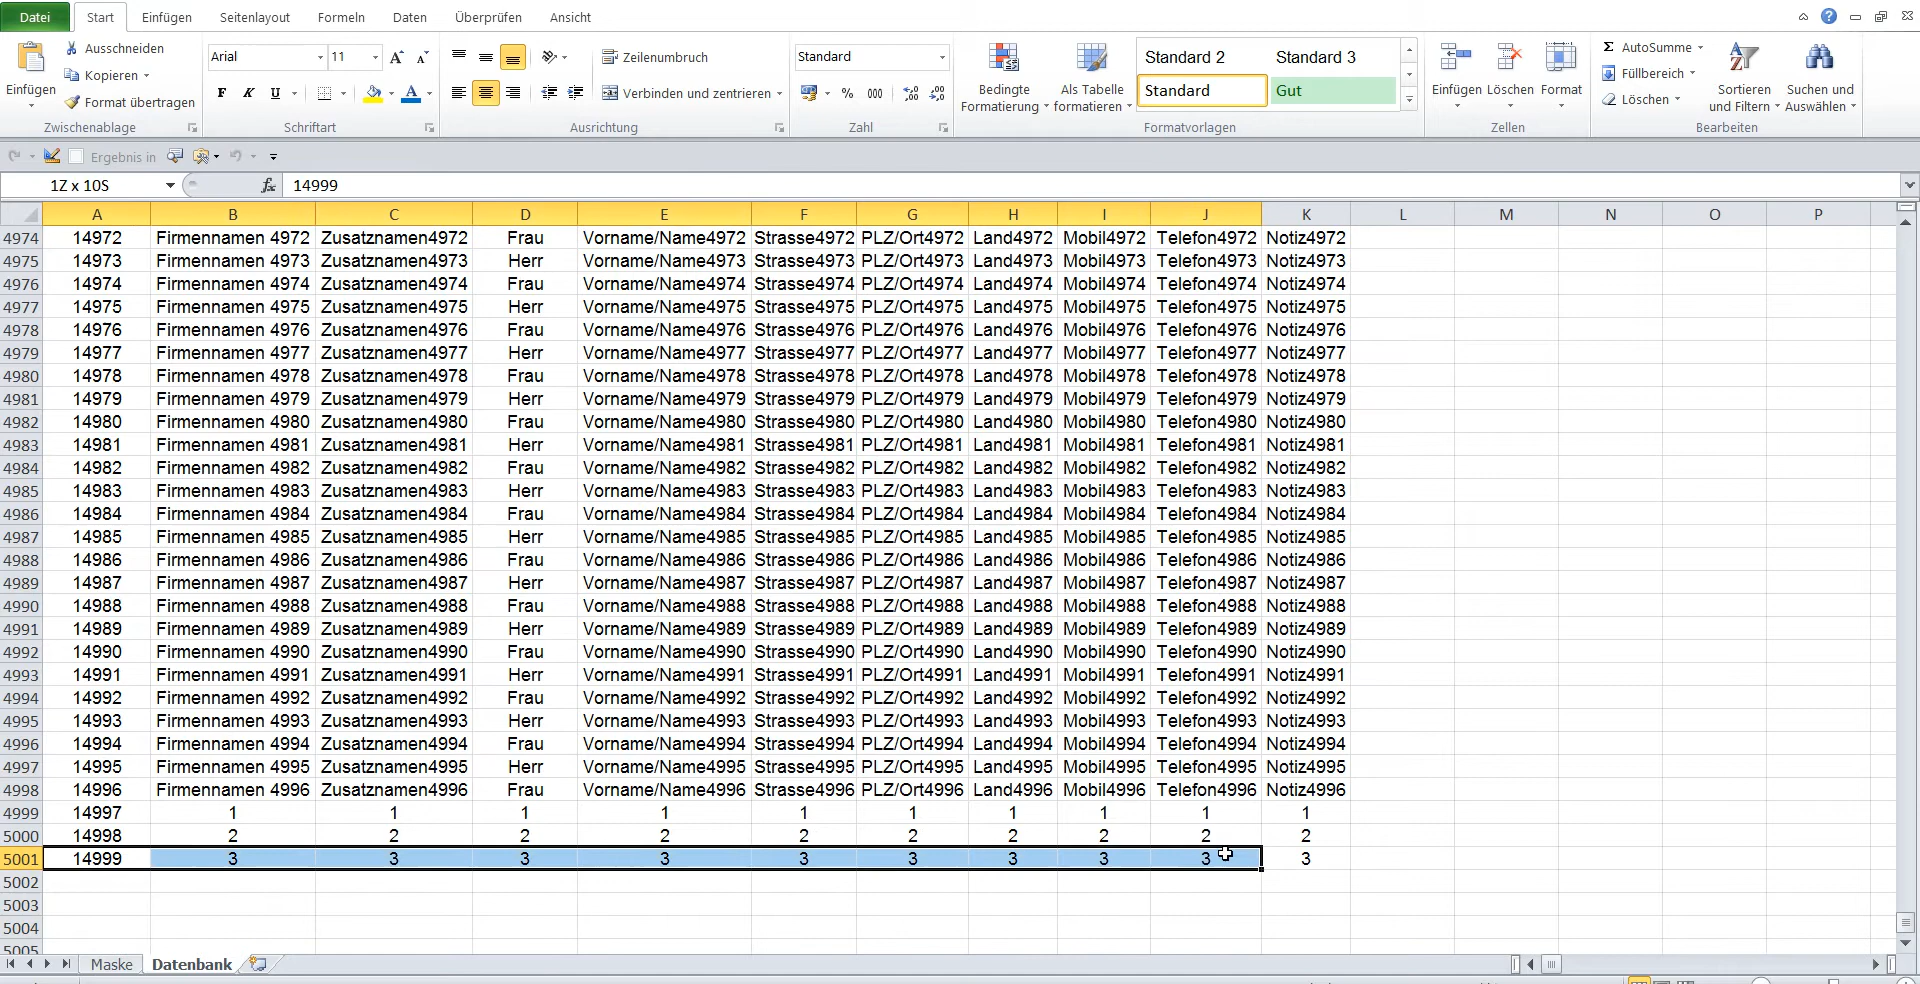 Datei Start Einfügen Seitenlayout Formeln Daten Überprüfen Ansicht
Einfügen Ausschneiden Kopieren Format übertragen
Zwischenablage
Arial 11
F K U
Schriftart
Zeilenumbruch
Verbinden und zentrieren
Ausrichtung
Standard
% 000
Zahl
Bedingte Formatierung
Als Tabelle formatieren
Standard 2 Standard 3
Standard Gut
Formatvorlagen
Einfügen Löschen Format
Zellen
Σ AutoSumme
Füllbereich
Löschen
Sortieren und Filtern
Suchen und Auswählen
Bearbeiten
Ergebnis in
1Z x 10S fx 14999
A B C D E F G H I J K L M N O P
4974 14972 Firmennamen 4972 Zusatznamen4972 Frau Vorname/Name4972 Strasse4972 PLZ/Ort4972 Land4972 Mobil4972 Telefon4972 Notiz4972
4975 14973 Firmennamen 4973 Zusatznamen4973 Herr Vorname/Name4973 Strasse4973 PLZ/Ort4973 Land4973 Mobil4973 Telefon4973 Notiz4973
4976 14974 Firmennamen 4974 Zusatznamen4974 Frau Vorname/Name4974 Strasse4974 PLZ/Ort4974 Land4974 Mobil4974 Telefon4974 Notiz4974
4977 14975 Firmennamen 4975 Zusatznamen4975 Herr Vorname/Name4975 Strasse4975 PLZ/Ort4975 Land4975 Mobil4975 Telefon4975 Notiz4975
4978 14976 Firmennamen 4976 Zusatznamen4976 Frau Vorname/Name4976 Strasse4976 PLZ/Ort4976 Land4976 Mobil4976 Telefon4976 Notiz4976
4979 14977 Firmennamen 4977 Zusatznamen4977 Herr Vorname/Name4977 Strasse4977 PLZ/Ort4977 Land4977 Mobil4977 Telefon4977 Notiz4977
4980 14978 Firmennamen 4978 Zusatznamen4978 Frau Vorname/Name4978 Strasse4978 PLZ/Ort4978 Land4978 Mobil4978 Telefon4978 Notiz4978
4981 14979 Firmennamen 4979 Zusatznamen4979 Herr Vorname/Name4979 Strasse4979 PLZ/Ort4979 Land4979 Mobil4979 Telefon4979 Notiz4979
4982 14980 Firmennamen 4980 Zusatznamen4980 Frau Vorname/Name4980 Strasse4980 PLZ/Ort4980 Land4980 Mobil4980 Telefon4980 Notiz4980
4983 14981 Firmennamen 4981 Zusatznamen4981 Herr Vorname/Name4981 Strasse4981 PLZ/Ort4981 Land4981 Mobil4981 Telefon4981 Notiz4981
4984 14982 Firmennamen 4982 Zusatznamen4982 Frau Vorname/Name4982 Strasse4982 PLZ/Ort4982 Land4982 Mobil4982 Telefon4982 Notiz4982
4985 14983 Firmennamen 4983 Zusatznamen4983 Herr Vorname/Name4983 Strasse4983 PLZ/Ort4983 Land4983 Mobil4983 Telefon4983 Notiz4983
4986 14984 Firmennamen 4984 Zusatznamen4984 Frau Vorname/Name4984 Strasse4984 PLZ/Ort4984 Land4984 Mobil4984 Telefon4984 Notiz4984
4987 14985 Firmennamen 4985 Zusatznamen4985 Herr Vorname/Name4985 Strasse4985 PLZ/Ort4985 Land4985 Mobil4985 Telefon4985 Notiz4985
4988 14986 Firmennamen 4986 Zusatznamen4986 Frau Vorname/Name4986 Strasse4986 PLZ/Ort4986 Land4986 Mobil4986 Telefon4986 Notiz4986
4989 14987 Firmennamen 4987 Zusatznamen4987 Herr Vorname/Name4987 Strasse4987 PLZ/Ort4987 Land4987 Mobil4987 Telefon4987 Notiz4987
4990 14988 Firmennamen 4988 Zusatznamen4988 Frau Vorname/Name4988 Strasse4988 PLZ/Ort4988 Land4988 Mobil4988 Telefon4988 Notiz4988
4991 14989 Firmennamen 4989 Zusatznamen4989 Herr Vorname/Name4989 Strasse4989 PLZ/Ort4989 Land4989 Mobil4989 Telefon4989 Notiz4989
4992 14990 Firmennamen 4990 Zusatznamen4990 Frau Vorname/Name4990 Strasse4990 PLZ/Ort4990 Land4990 Mobil4990 Telefon4990 Notiz4990
4993 14991 Firmennamen 4991 Zusatznamen4991 Herr Vorname/Name4991 Strasse4991 PLZ/Ort4991 Land4991 Mobil4991 Telefon4991 Notiz4991
4994 14992 Firmennamen 4992 Zusatznamen4992 Frau Vorname/Name4992 Strasse4992 PLZ/Ort4992 Land4992 Mobil4992 Telefon4992 Notiz4992
4995 14993 Firmennamen 4993 Zusatznamen4993 Herr Vorname/Name4993 Strasse4993 PLZ/Ort4993 Land4993 Mobil4993 Telefon4993 Notiz4993
4996 14994 Firmennamen 4994 Zusatznamen4994 Frau Vorname/Name4994 Strasse4994 PLZ/Ort4994 Land4994 Mobil4994 Telefon4994 Notiz4994
4997 14995 Firmennamen 4995 Zusatznamen4995 Herr Vorname/Name4995 Strasse4995 PLZ/Ort4995 Land4995 Mobil4995 Telefon4995 Notiz4995
4998 14996 Firmennamen 4996 Zusatznamen4996 Frau Vorname/Name4996 Strasse4996 PLZ/Ort4996 Land4996 Mobil4996 Telefon4996 Notiz4996
4999 14997 1 1 1 1 1 1 1 1 1 1
5000 14998 2 2 2 2 2 2 2 2 2 2
5001 14999 3 3 3 3 3 3 3 3 3 3
5002
5003
5004
5005
Maske Datenbank